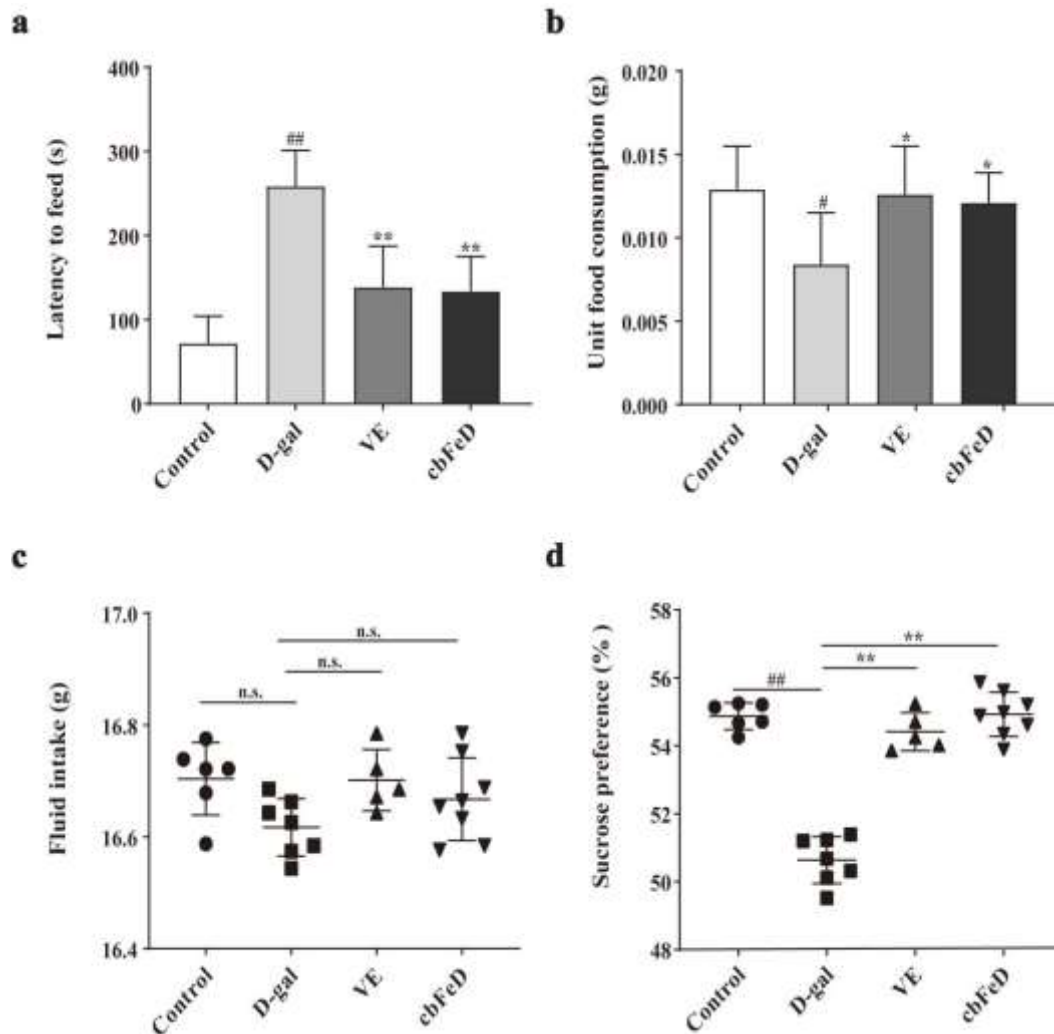 a
Latency to feed (s)
400
300
200
100
0
##
**
**
Control
D-gal
VE
cbFeD
b
Unit food consumption (g)
0.020
0.015
0.010
0.005
0.000
#
*
*
Control
D-gal
VE
cbFeD
c
Fluid intake (g)
17.0
16.8
16.6
16.4
n.s.
n.s.
n.s.
Control
D-gal
VE
cbFeD
d
Sucrose preference (%)
58
56
54
52
50
48
**
**
##
Control
D-gal
VE
cbFeD